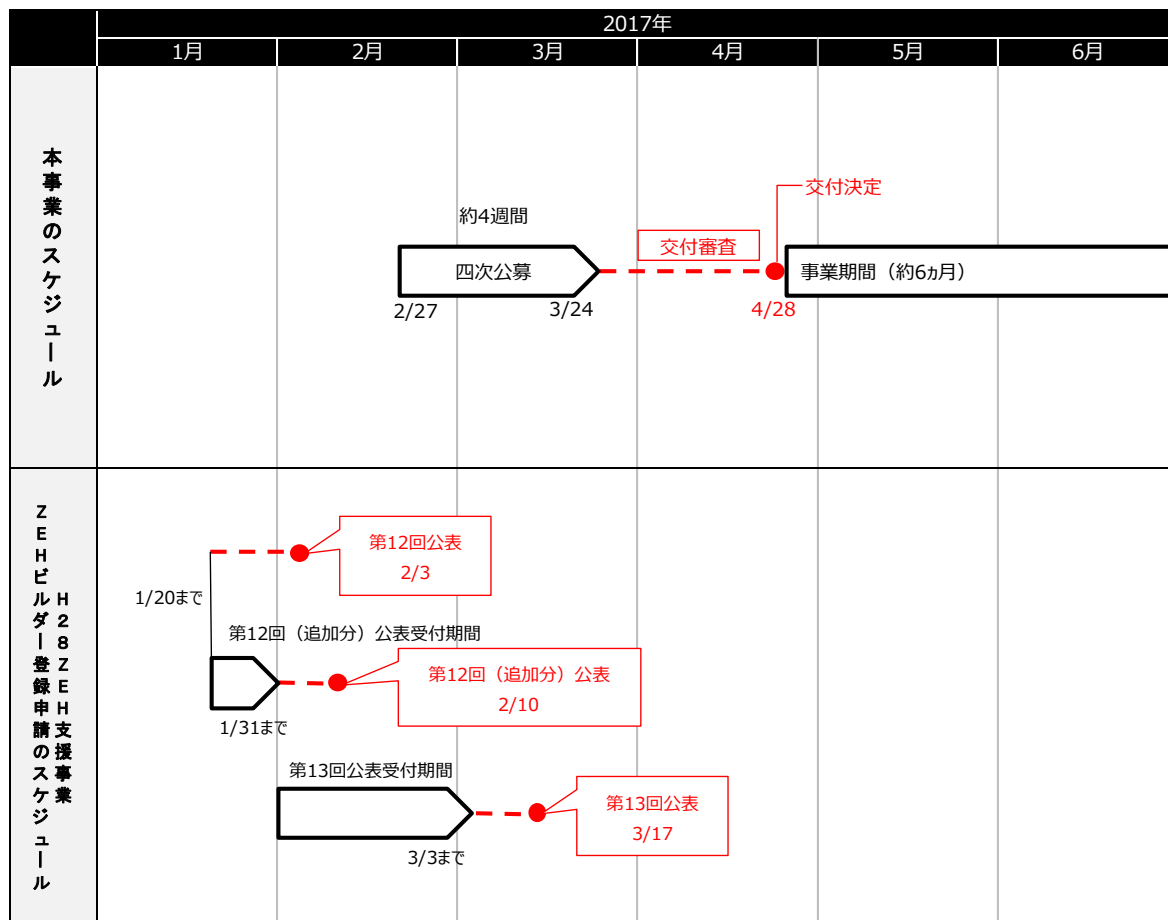 2017年
1月
2月
3月
4月
5月
6月
本事業のスケジュール
交付決定
約4週間
交付審査
四次公募
事業期間（約6ヵ月）
2/27
3/24
4/28
H28ZEH支援事業
ZEHビルダー登録申請のスケジュール
第12回公表
2/3
1/20まで
第12回（追加分）公表受付期間
第12回（追加分）公表
2/10
1/31まで
第13回公表受付期間
第13回公表
3/17
3/3まで